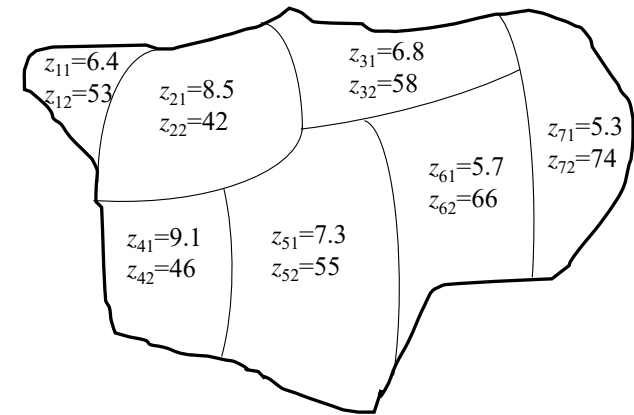 z₁₁=6.4
z₁₂=53
z₂₁=8.5
z₂₂=42
z₃₁=6.8
z₃₂=58
z₇₁=5.3
z₇₂=74
z₆₁=5.7
z₆₂=66
z₄₁=9.1
z₄₂=46
z₅₁=7.3
z₅₂=55